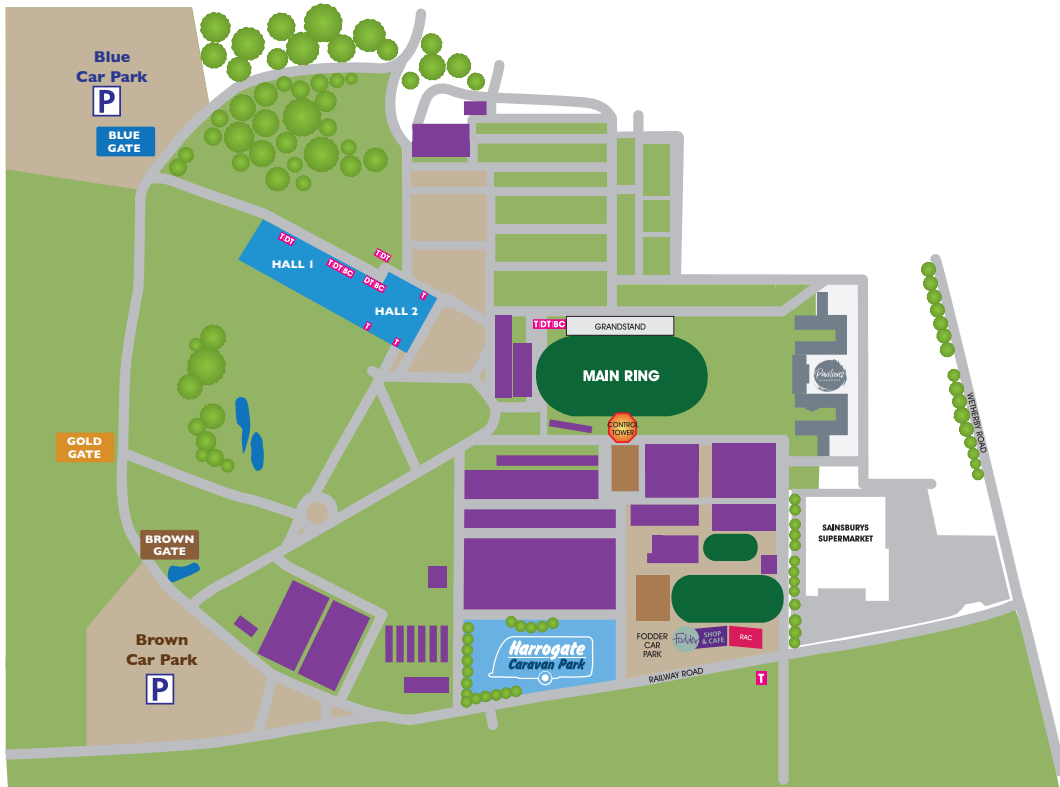 Blue
Car Park
P
BLUE
GATE
T DT
HALL 1
T DT BC
T DT
DT BC
T
HALL 2
T
T
T DT BC
GRANDSTAND
MAIN RING
CONTROL
TOWER
Pavilions
WETHERBY ROAD
GOLD
GATE
BROWN
GATE
SAINSBURYS
SUPERMARKET
Brown
Car Park
P
Harrogate
Caravan Park
FODDER
CAR
PARK
fodder
SHOP
& CAFE
RAC
RAILWAY ROAD
T